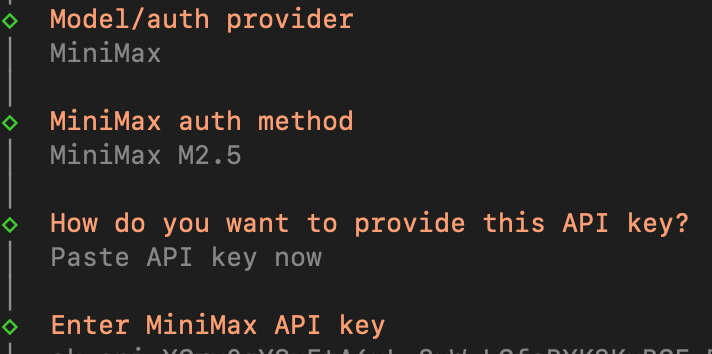 Model/auth provider
MiniMax
MiniMax auth method
MiniMax M2.5
How do you want to provide this API key?
Paste API key now
Enter MiniMax API key